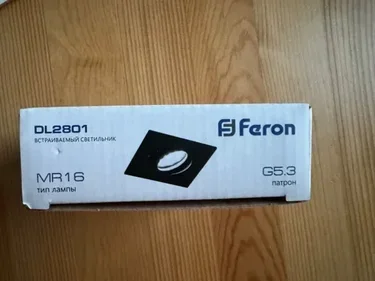 DL2801
ВСТРАИВАЕМЫЙ СВЕТИЛЬНИК
Feron
MR16
тип лампы
G5.3
патрон